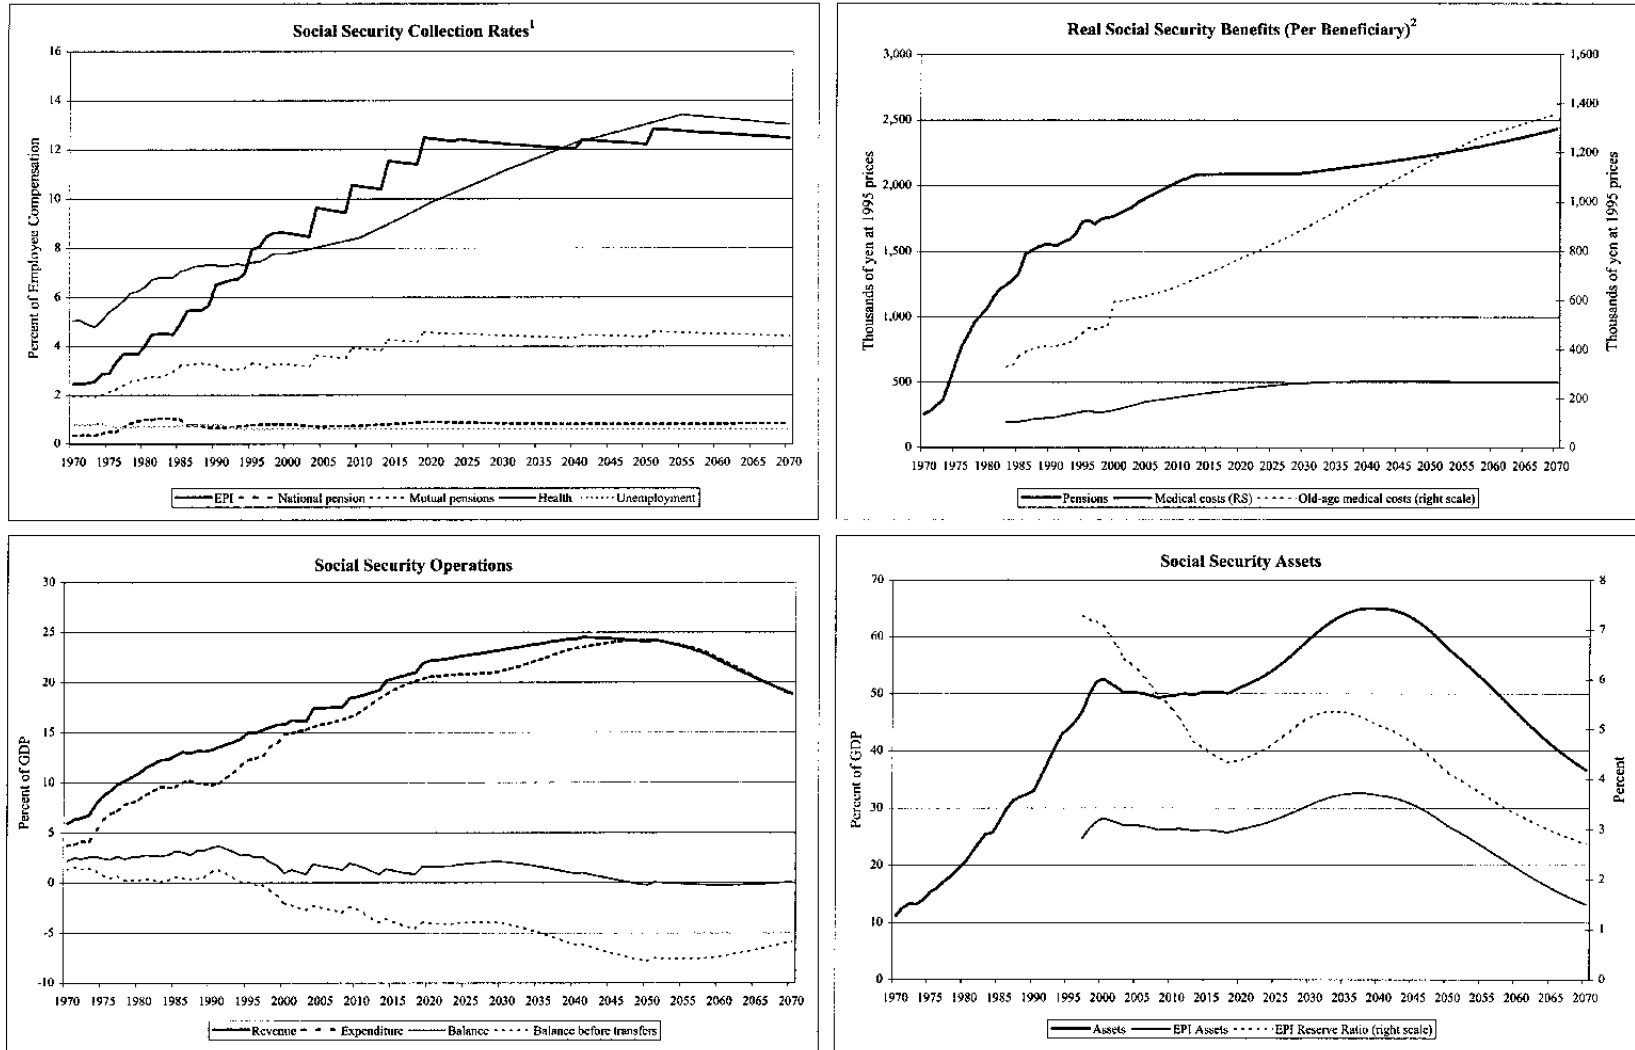 Social Security Collection Rates1
Percent of Employee Compensation
16
14
12
10
8
6
4
2
0
1970 1975 1980 1985 1990 1995 2000 2005 2010 2015 2020 2025 2030 2035 2040 2045 2050 2055 2060 2065 2070
EPI National pension Mutual pensions Health Unemployment
Real Social Security Benefits (Per Beneficiary)2
Thousands of yen at 1995 prices
3,000
2,500
2,000
1,500
1,000
500
0
1,600
1,400
1,200
1,000
800
600
400
200
0
Thousands of yen at 1995 prices
1970 1975 1980 1985 1990 1995 2000 2005 2010 2015 2020 2025 2030 2035 2040 2045 2050 2055 2060 2065 2070
Pensions Medical costs (RS) Old-age medical costs (right scale)
Social Security Operations
Percent of GDP
30
25
20
15
10
5
0
-5
-10
1970 1975 1980 1985 1990 1995 2000 2005 2010 2015 2020 2025 2030 2035 2040 2045 2050 2055 2060 2065 2070
Revenue Expenditure Balance Balance before transfers
Social Security Assets
Percent of GDP
70
60
50
40
30
20
10
0
8
7
6
5
4
3
2
1
0
Percent
1970 1975 1980 1985 1990 1995 2000 2005 2010 2015 2020 2025 2030 2035 2040 2045 2050 2055 2060 2065 2070
Assets EPI Assets EPI Reserve Ratio (right scale)